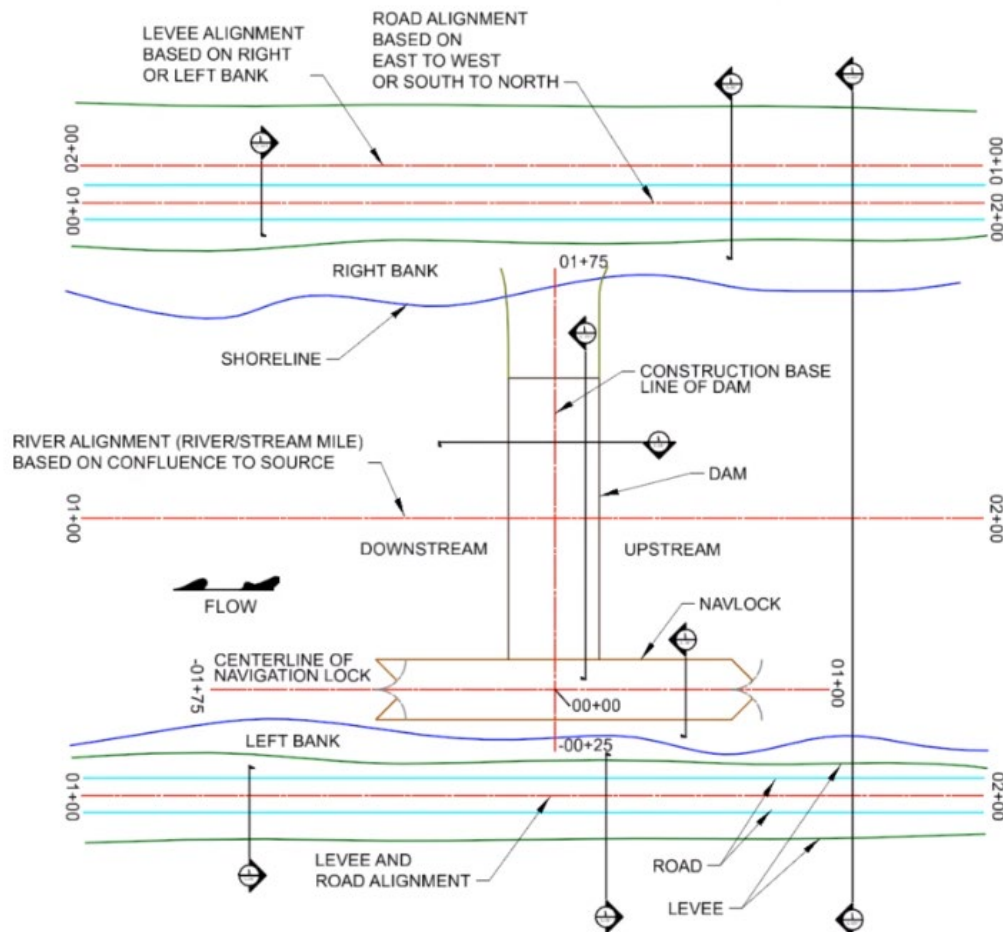 LEVEE ALIGNMENT
BASED ON RIGHT
OR LEFT BANK
ROAD ALIGNMENT
BASED ON
EAST TO WEST
OR SOUTH TO NORTH
00+20
00+10
01+00
02+00
RIGHT BANK
01+75
SHORELINE
CONSTRUCTION BASE
LINE OF DAM
RIVER ALIGNMENT (RIVER/STREAM MILE)
BASED ON CONFLUENCE TO SOURCE
DAM
01+00
02+00
DOWNSTREAM
UPSTREAM
FLOW
NAVLOCK
CENTERLINE OF
NAVIGATION LOCK
-01+75
01+00
00+00
LEFT BANK
-00+25
01+00
02+00
LEVEE AND
ROAD ALIGNMENT
ROAD
LEVEE